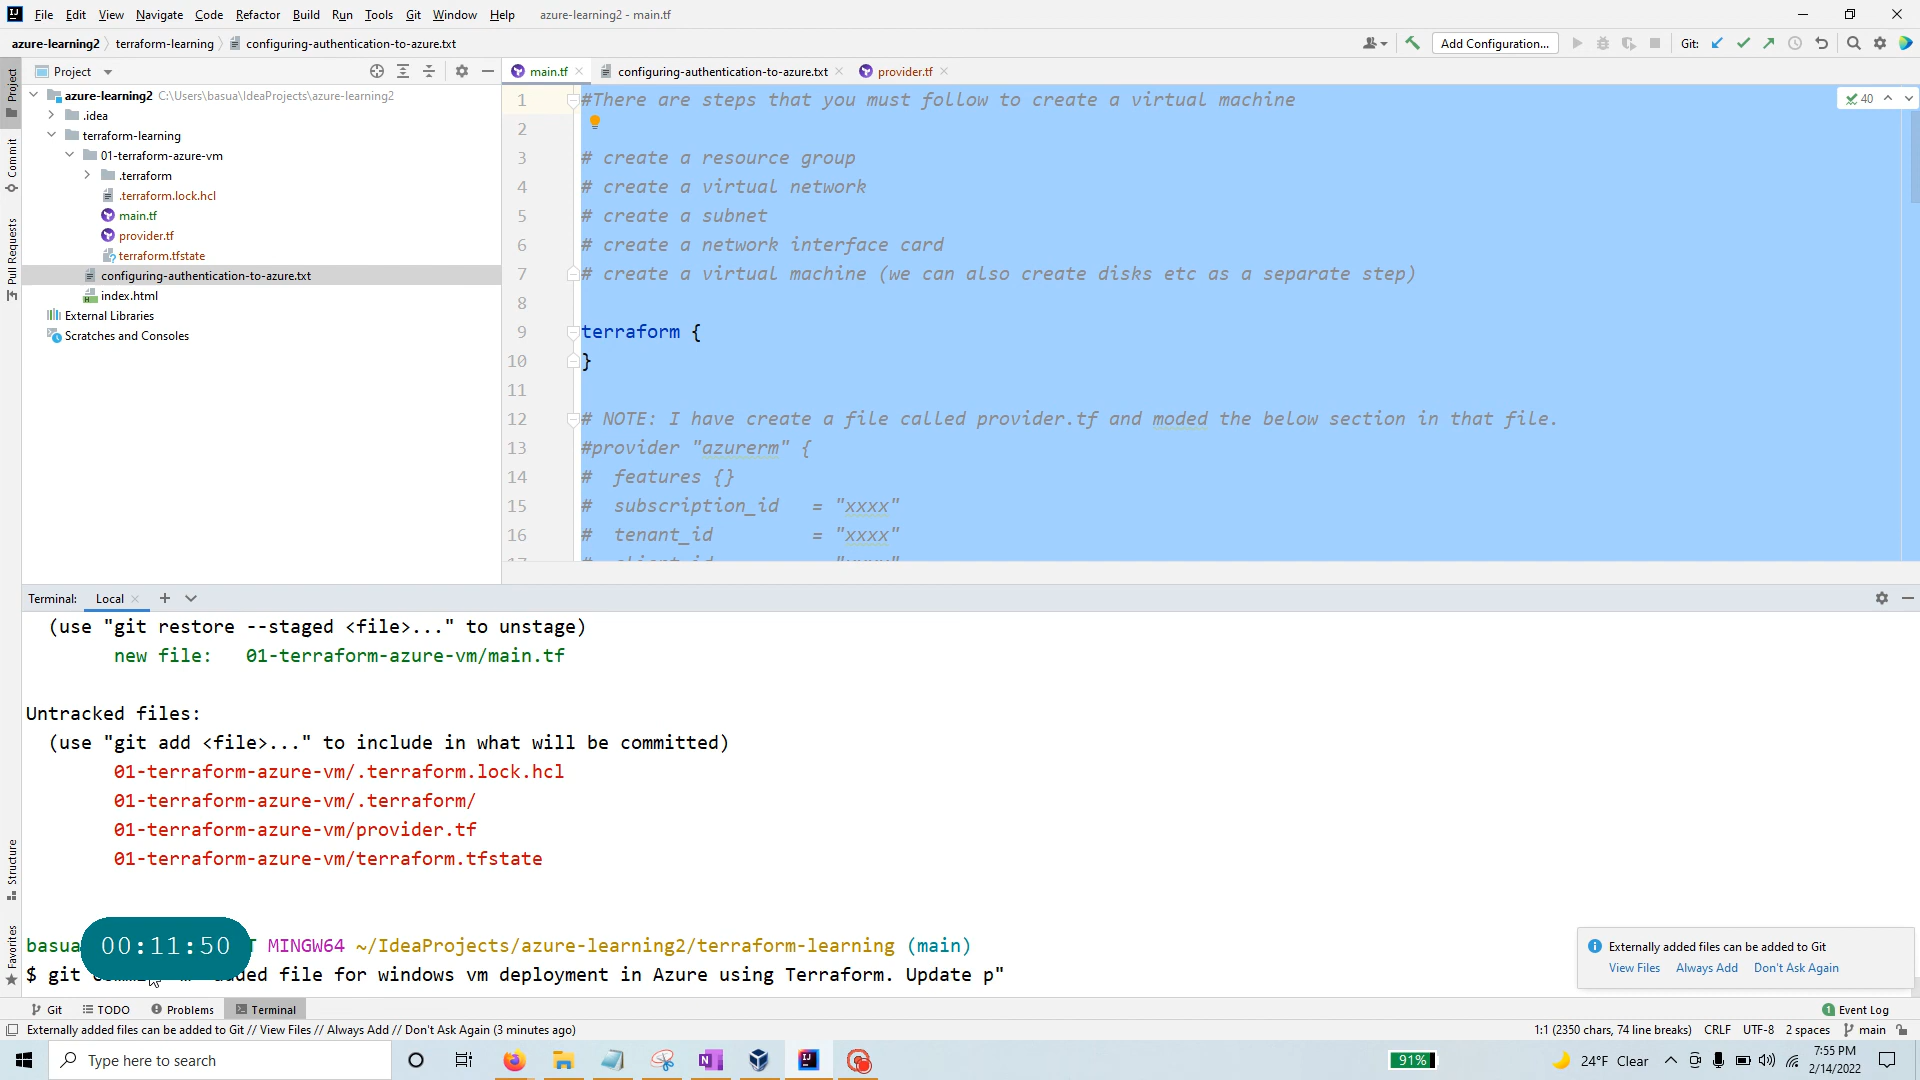 File Edit View Navigate Code Refactor Build Run Tools Git Window Help azure-learning2 - main.tf
azure-learning2 terraform-learning configuring-authentication-to-azure.txt
Add Configuration... Git:
Project
main.tf configuring-authentication-to-azure.txt provider.tf
Project
Commit
Pull Requests
Structure
Favorites
azure-learning2 C:\Users\basua\IdeaProjects\azure-learning2
.idea
terraform-learning
01-terraform-azure-vm
.terraform
.terraform.lock.hcl
main.tf
provider.tf
terraform.tfstate
configuring-authentication-to-azure.txt
index.html
External Libraries
Scratches and Consoles
40
1 #There are steps that you must follow to create a virtual machine
2
3 # create a resource group
4 # create a virtual network
5 # create a subnet
6 # create a network interface card
7 # create a virtual machine (we can also create disks etc as a separate step)
8
9 terraform {
10 }
11
12 # NOTE: I have create a file called provider.tf and moded the below section in that file.
13 #provider "azurerm" {
14 # features {}
15 # subscription_id = "xxxx"
16 # tenant_id = "xxxx"
Terminal: Local
(use "git restore --staged <file>..." to unstage)
new file: 01-terraform-azure-vm/main.tf
Untracked files:
(use "git add <file>..." to include in what will be committed)
01-terraform-azure-vm/.terraform.lock.hcl
01-terraform-azure-vm/.terraform/
01-terraform-azure-vm/provider.tf
01-terraform-azure-vm/terraform.tfstate
basua
00:11:50
MINGW64 ~/IdeaProjects/azure-learning2/terraform-learning (main)
$ git file for windows vm deployment in Azure using Terraform. Update p"
Externally added files can be added to Git
View Files Always Add Don't Ask Again
Git TODO Problems Terminal
1 Event Log
Externally added files can be added to Git // View Files // Always Add // Don't Ask Again (3 minutes ago)
1:1 (2350 chars, 74 line breaks) CRLF UTF-8 2 spaces main
Type here to search
91%
24°F Clear
7:55 PM
2/14/2022